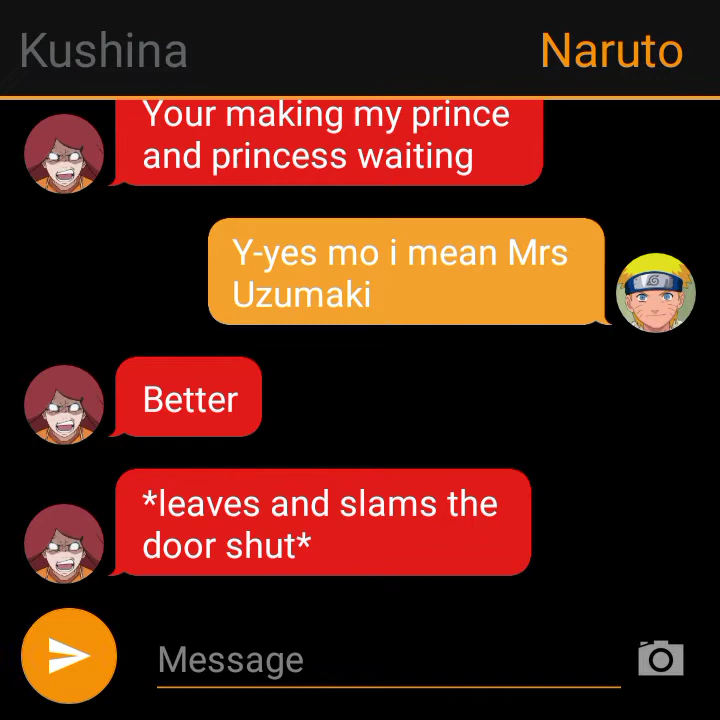 Kushina
Naruto
Your making my prince
and princess waiting
Y-yes mo i mean Mrs
Uzumaki
Better
*leaves and slams the
door shut*
Message